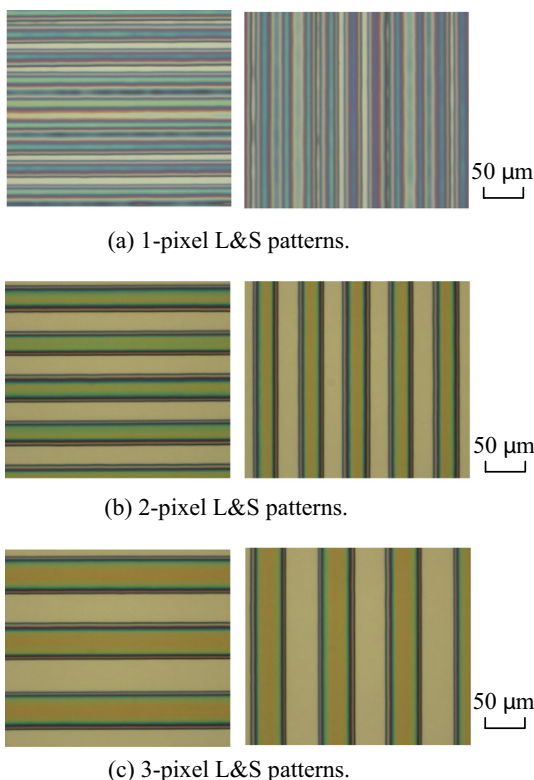 50 μm
(a) 1-pixel L&S patterns.
50 μm
(b) 2-pixel L&S patterns.
50 μm
(c) 3-pixel L&S patterns.